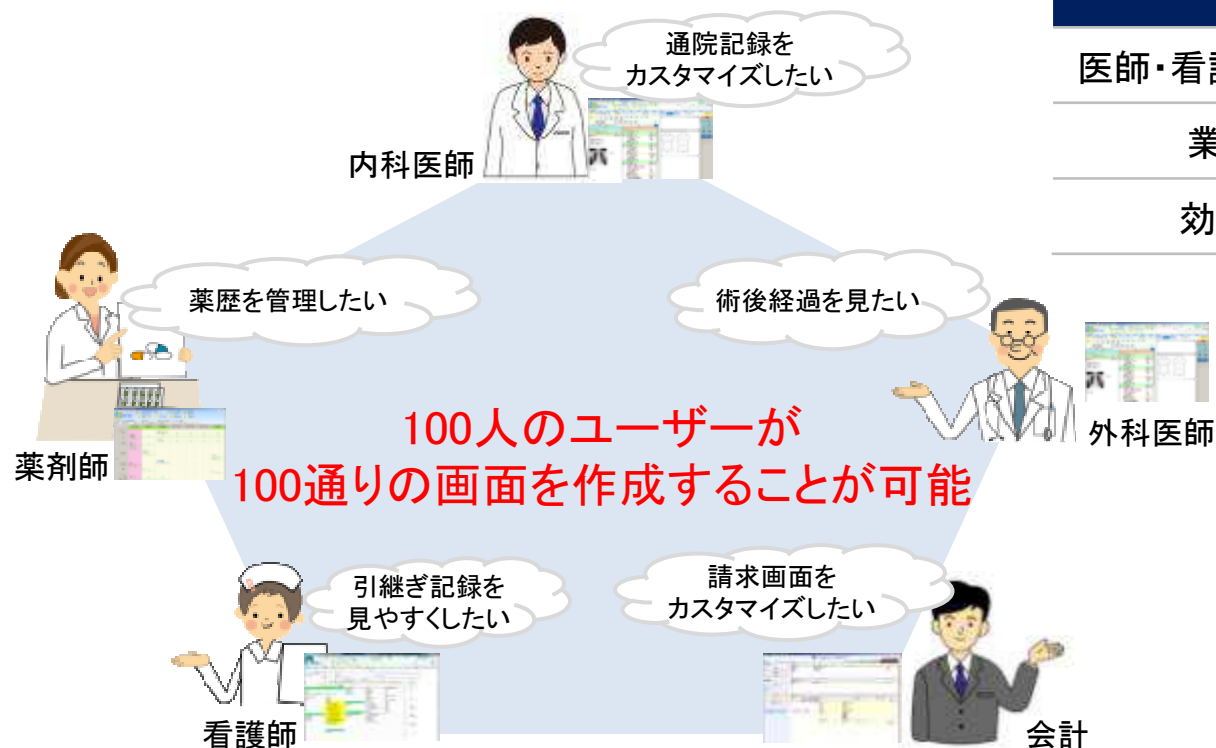 通院記録を
カスタマイズしたい
内科医師
医師・看
業
効
薬歴を管理したい
術後経過を見たい
薬剤師
外科医師
100人のユーザーが
100通りの画面を作成することが可能
引継ぎ記録を
見やすくしたい
請求画面を
カスタマイズしたい
看護師
会計